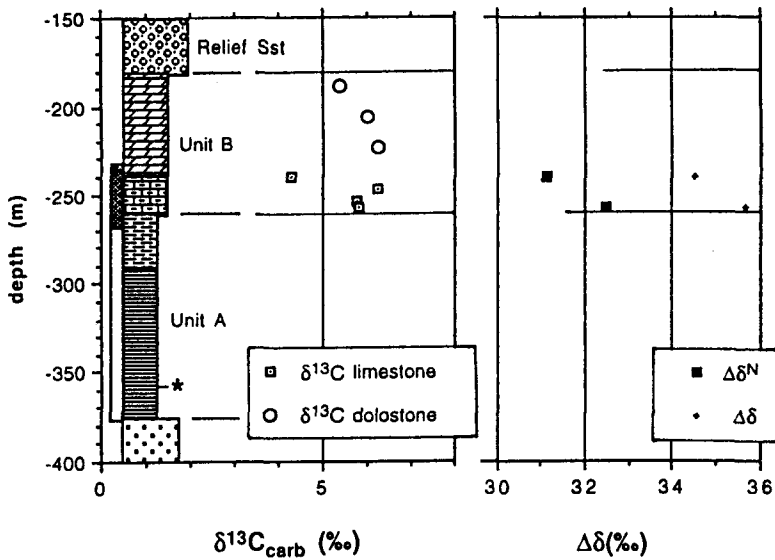 -150
-200
-250
-300
-350
-400
depth (m)
Relief Sst
Unit B
Unit A
*
δ¹³C limestone
δ¹³C dolostone
0
5
δ¹³C_carb (‰)
Δδᴺ
Δδ
30
32
34
36
Δδ(‰)